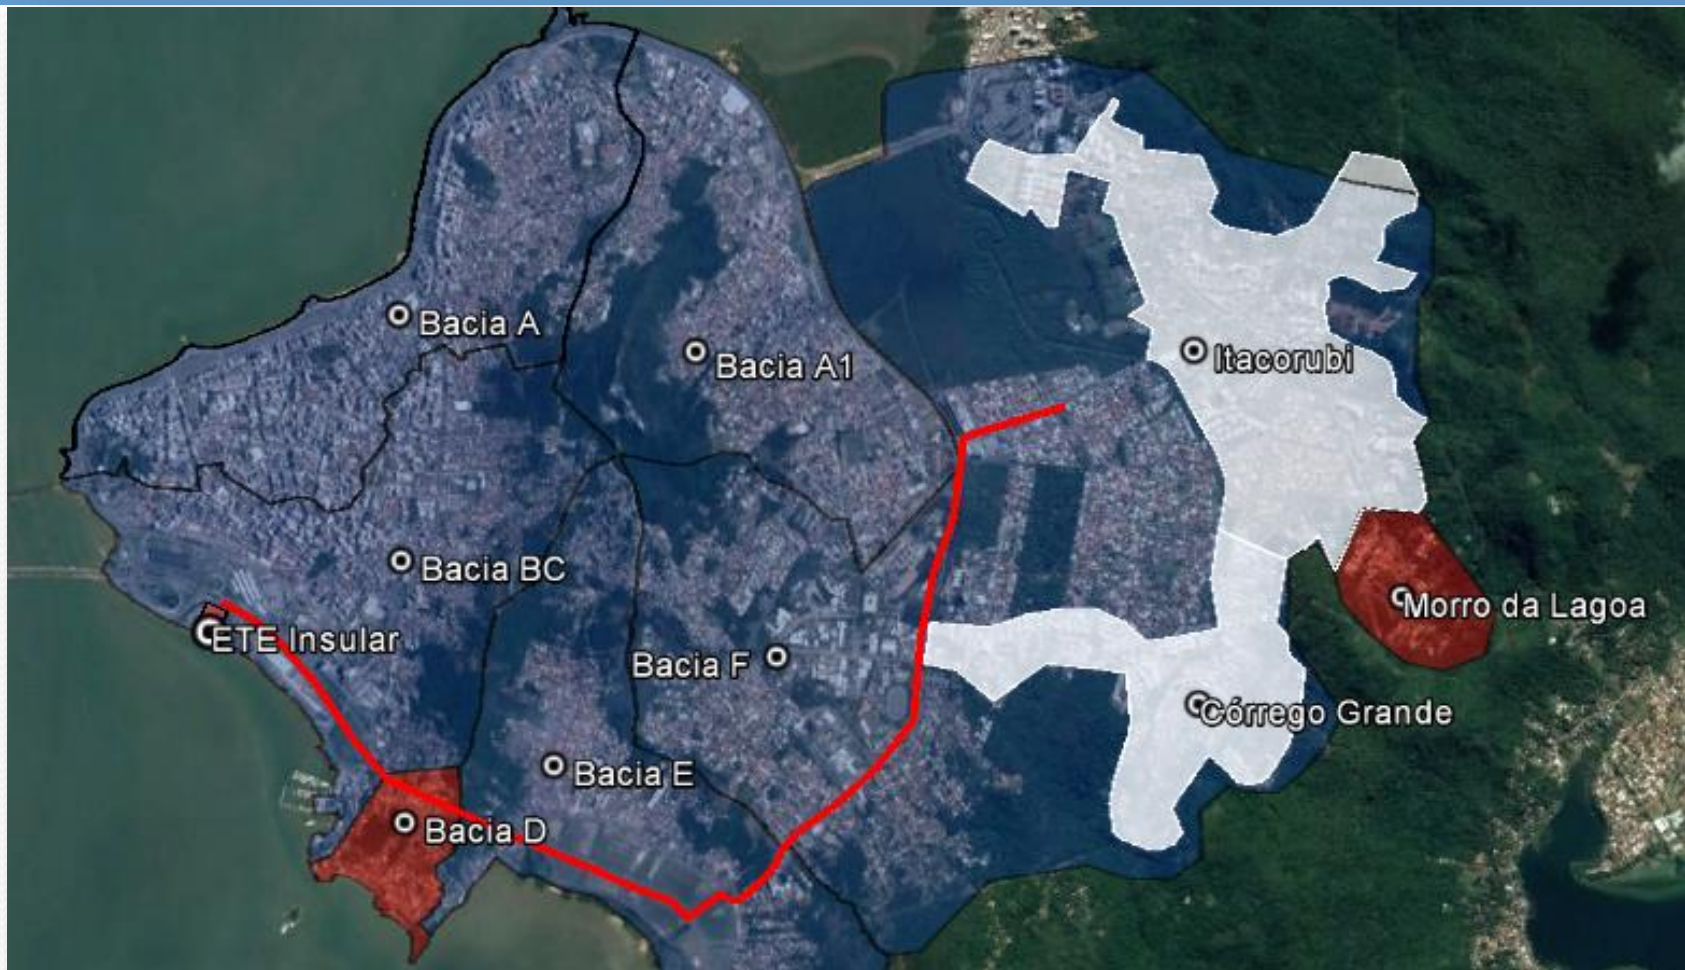 Bacia A
Bacia A1
Itacorubi
Bacia BC
Morro da Lagoa
ETE Insular
Bacia F
Córrego Grande
Bacia E
Bacia D